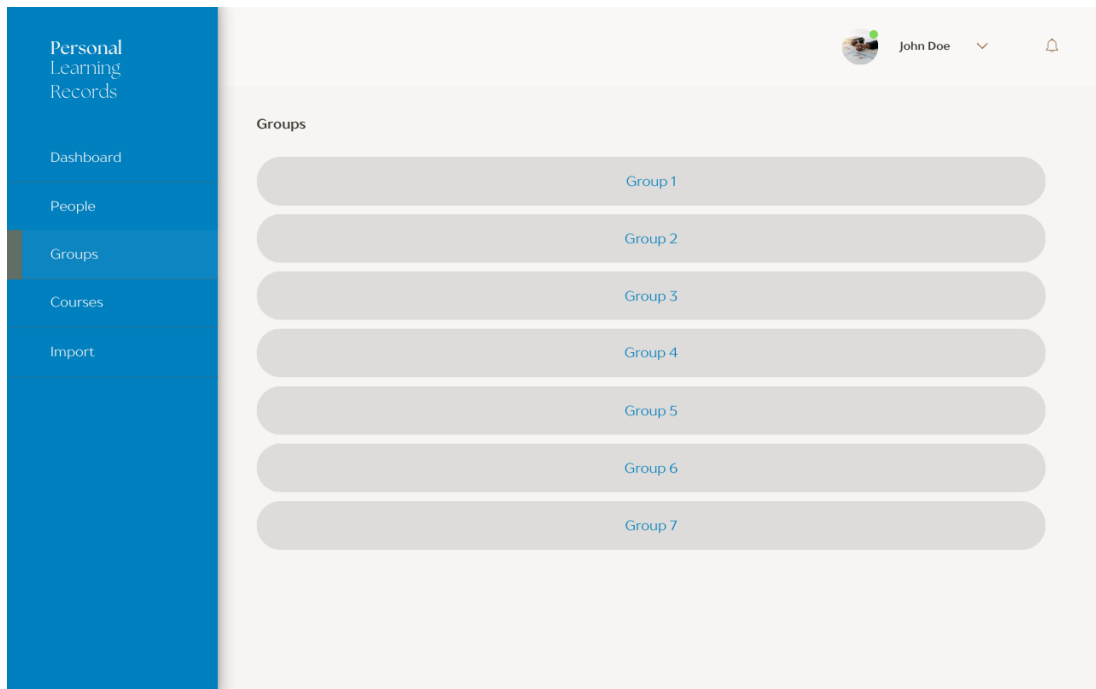 Personal
Learning
Records
Dashboard
People
Groups
Courses
Import
John Doe
Groups
Group 1
Group 2
Group 3
Group 4
Group 5
Group 6
Group 7